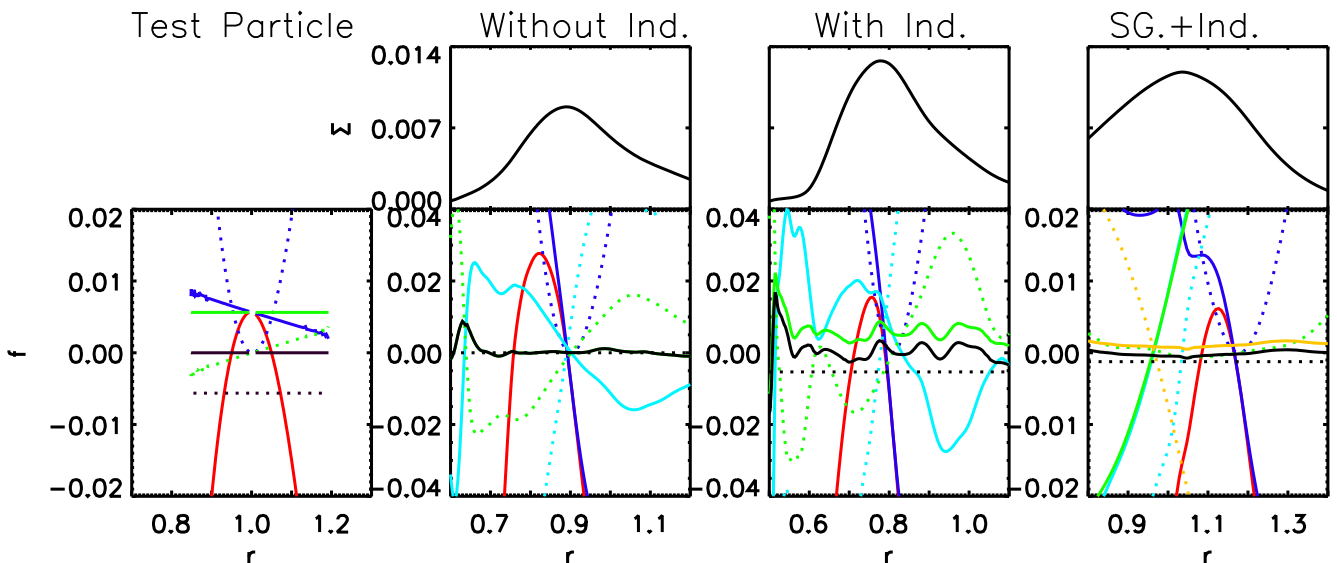 Test Particle Without Ind. With Ind. SG.+Ind.
0.014
Σ 0.007
0.000
0.02 0.04 0.04 0.02
0.01 0.02 0.02 0.01
f 0.00 0.00 0.00 0.00
-0.01 -0.02 -0.02 -0.01
-0.02 -0.04 -0.04 -0.02
0.8 1.0 1.2 0.7 0.9 1.1 0.6 0.8 1.0 0.9 1.1 1.3
r r r r